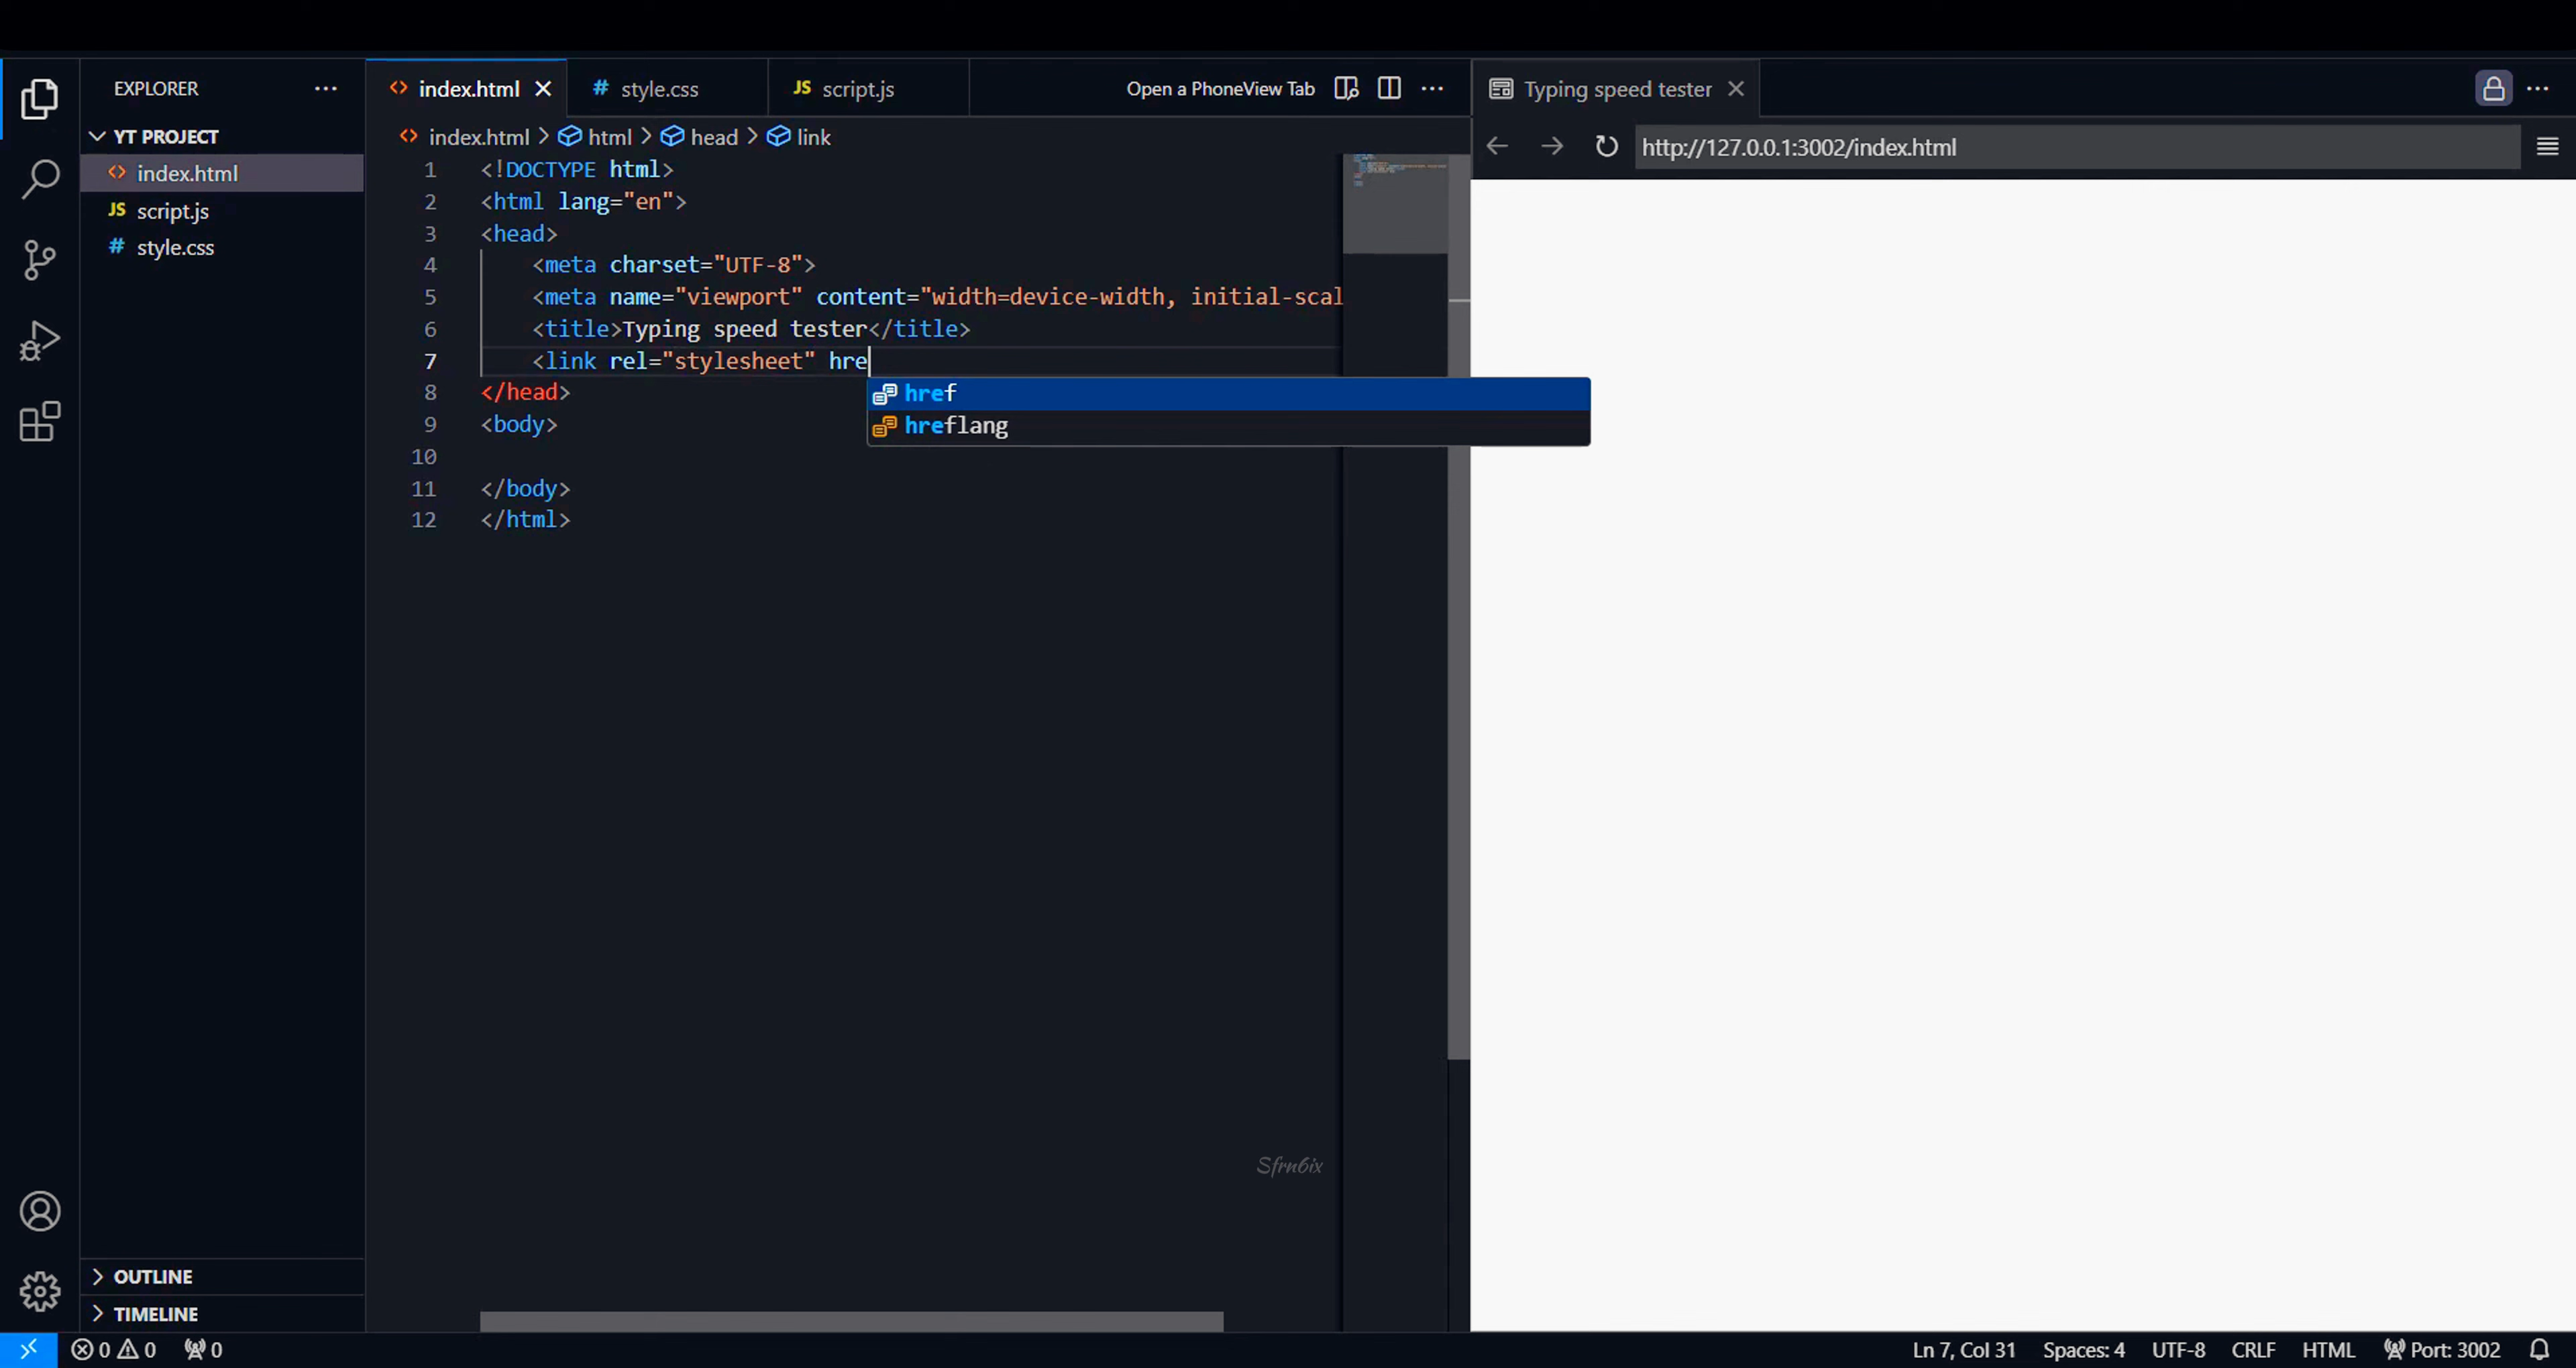 EXPLORER
YT PROJECT
index.html
JS script.js
# style.css
OUTLINE
TIMELINE
index.html
# style.css
JS script.js
Open a PhoneView Tab
index.html > html > head > link
1 <!DOCTYPE html>
2 <html lang="en">
3 <head>
4 <meta charset="UTF-8">
5 <meta name="viewport" content="width=device-width, initial-scal
6 <title>Typing speed tester</title>
7 <link rel="stylesheet" hre
8 </head>
9 <body>
10
11 </body>
12 </html>
href
hreflang
Sfrn6ix
Typing speed tester
http://127.0.0.1:3002/index.html
0 0 0
Ln 7, Col 31 Spaces: 4 UTF-8 CRLF HTML Port: 3002